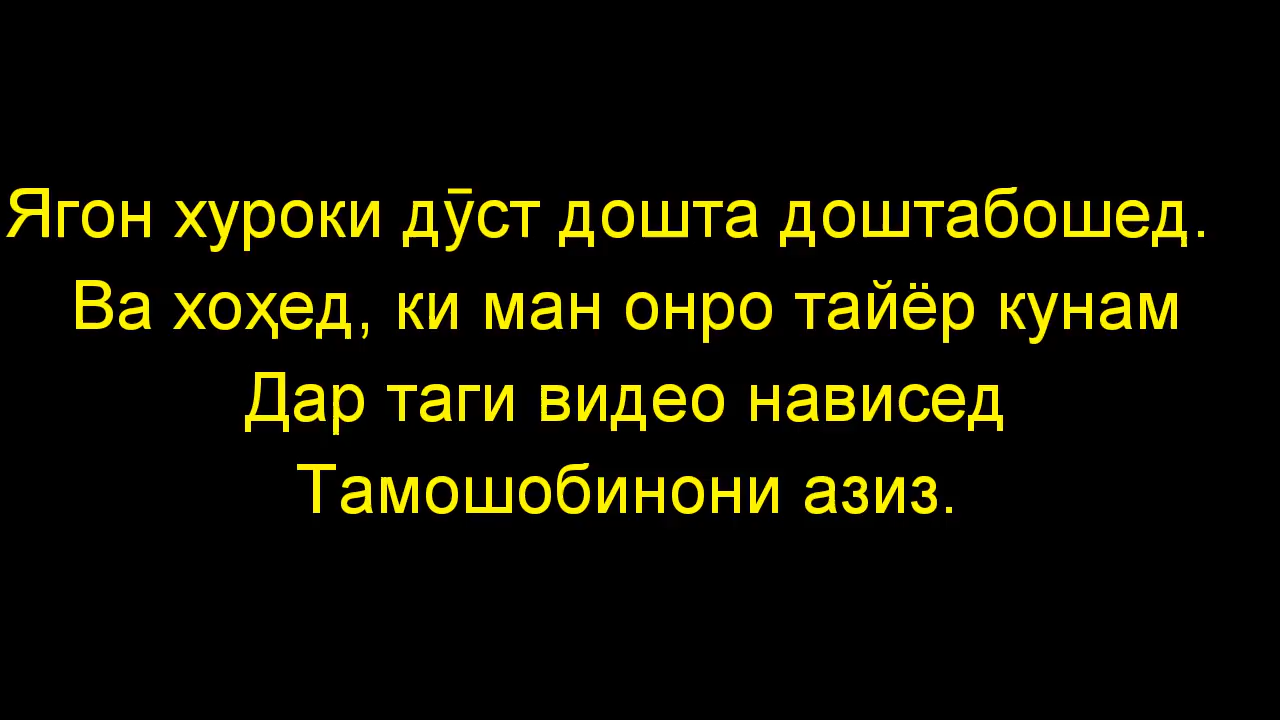 Ягон хуроки дӯст дошта доштабошед.
Ва хоҳед, ки ман онро тайёр кунам
Дар таги видео нависед
Тамошобинони азиз.